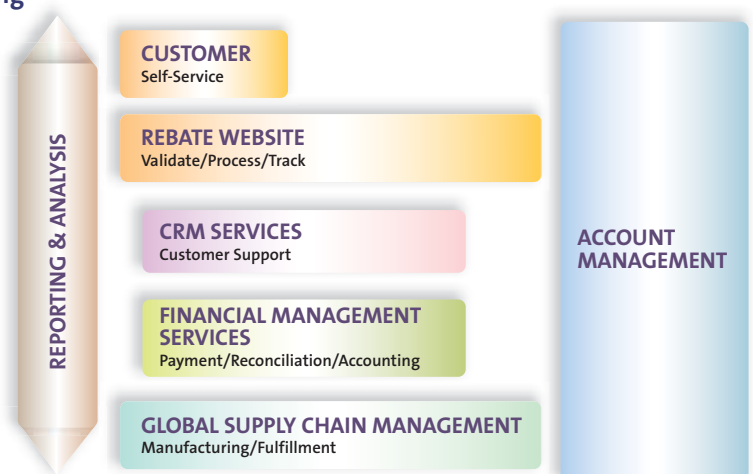 g
REPORTING & ANALYSIS
CUSTOMER
Self-Service
REBATE WEBSITE
Validate/Process/Track
CRM SERVICES
Customer Support
FINANCIAL MANAGEMENT
SERVICES
Payment/Reconciliation/Accounting
GLOBAL SUPPLY CHAIN MANAGEMENT
Manufacturing/Fulfillment
ACCOUNT
MANAGEMENT